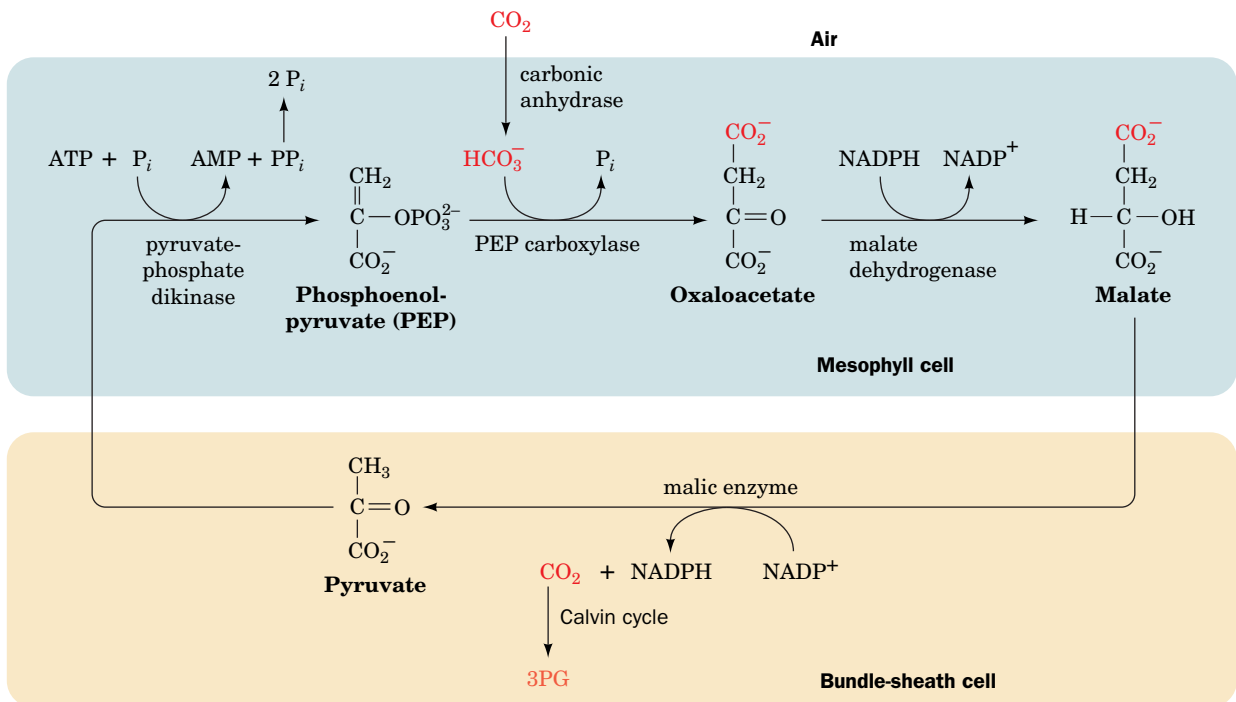 CO₂
Air
carbonic
anhydrase
2 Pᵢ
ATP + Pᵢ
AMP + PPᵢ
HCO₃⁻
Pᵢ
NADPH
NADP⁺
pyruvate-
phosphate
dikinase
CH₂
C—OPO₃²⁻
CO₂⁻
Phosphoenol-
pyruvate (PEP)
PEP carboxylase
CO₂⁻
CH₂
C=O
CO₂⁻
Oxaloacetate
malate
dehydrogenase
CO₂⁻
CH₂
H—C—OH
CO₂⁻
Malate
Mesophyll cell
CH₃
C=O
CO₂⁻
Pyruvate
malic enzyme
CO₂ + NADPH
NADP⁺
Calvin cycle
3PG
Bundle-sheath cell